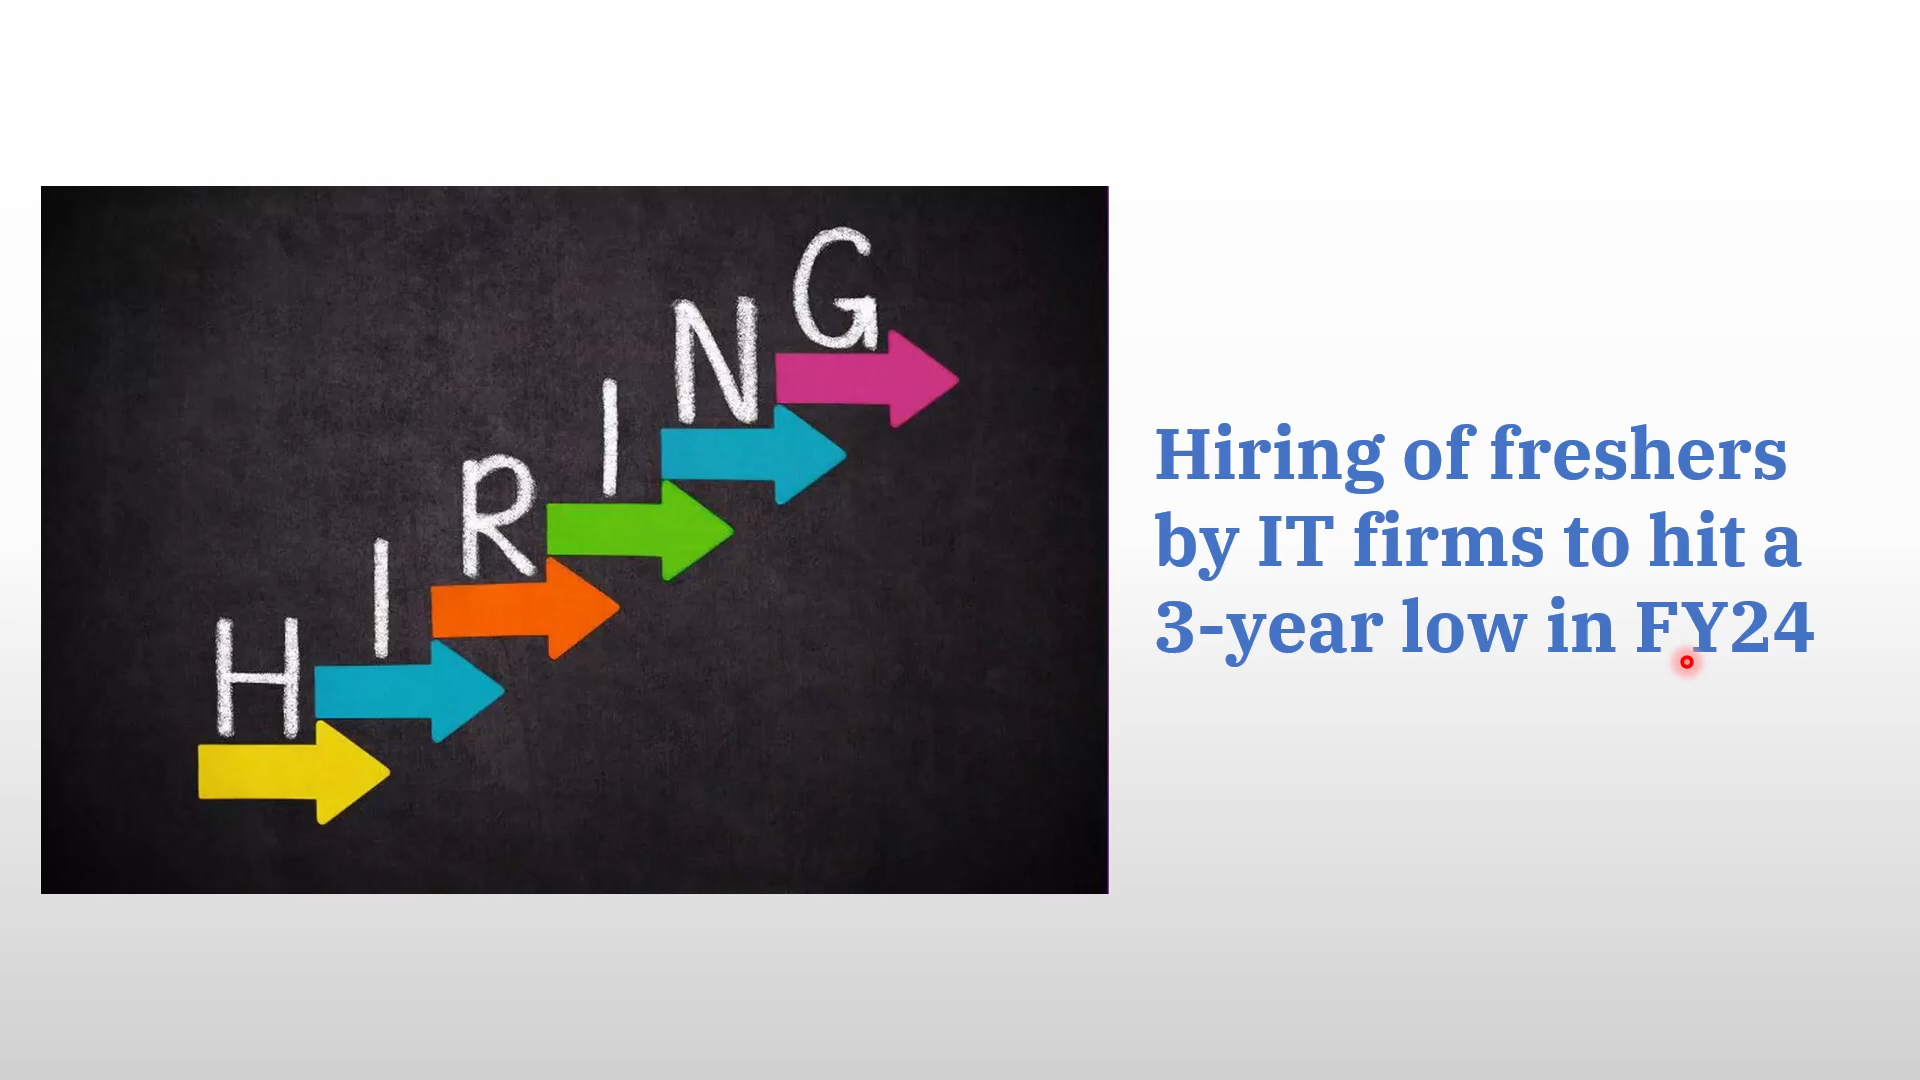 HIRING
Hiring of freshers
by IT firms to hit a
3-year low in FY24